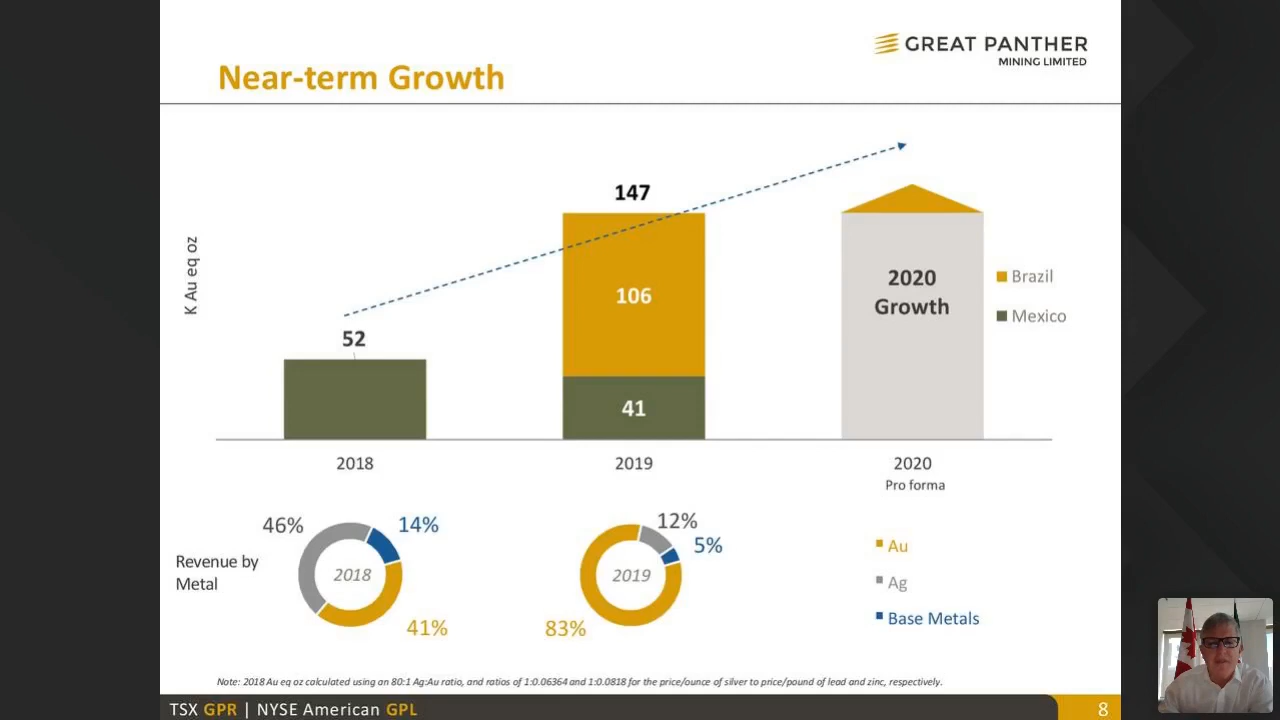 GREAT PANTHER
MINING LIMITED
Near-term Growth
K Au eq oz
147
52
106
41
2020
Growth
Brazil
Mexico
2018
2019
2020
Pro forma
Revenue by
Metal
46%
14%
2018
41%
12%
5%
2019
83%
Au
Ag
Base Metals
Note: 2018 Au eq oz calculated using an 80:1 Ag:Au ratio, and ratios of 1:0.06364 and 1:0.0818 for the price/ounce of silver to price/pound of lead and zinc, respectively.
TSX GPR | NYSE American GPL
8